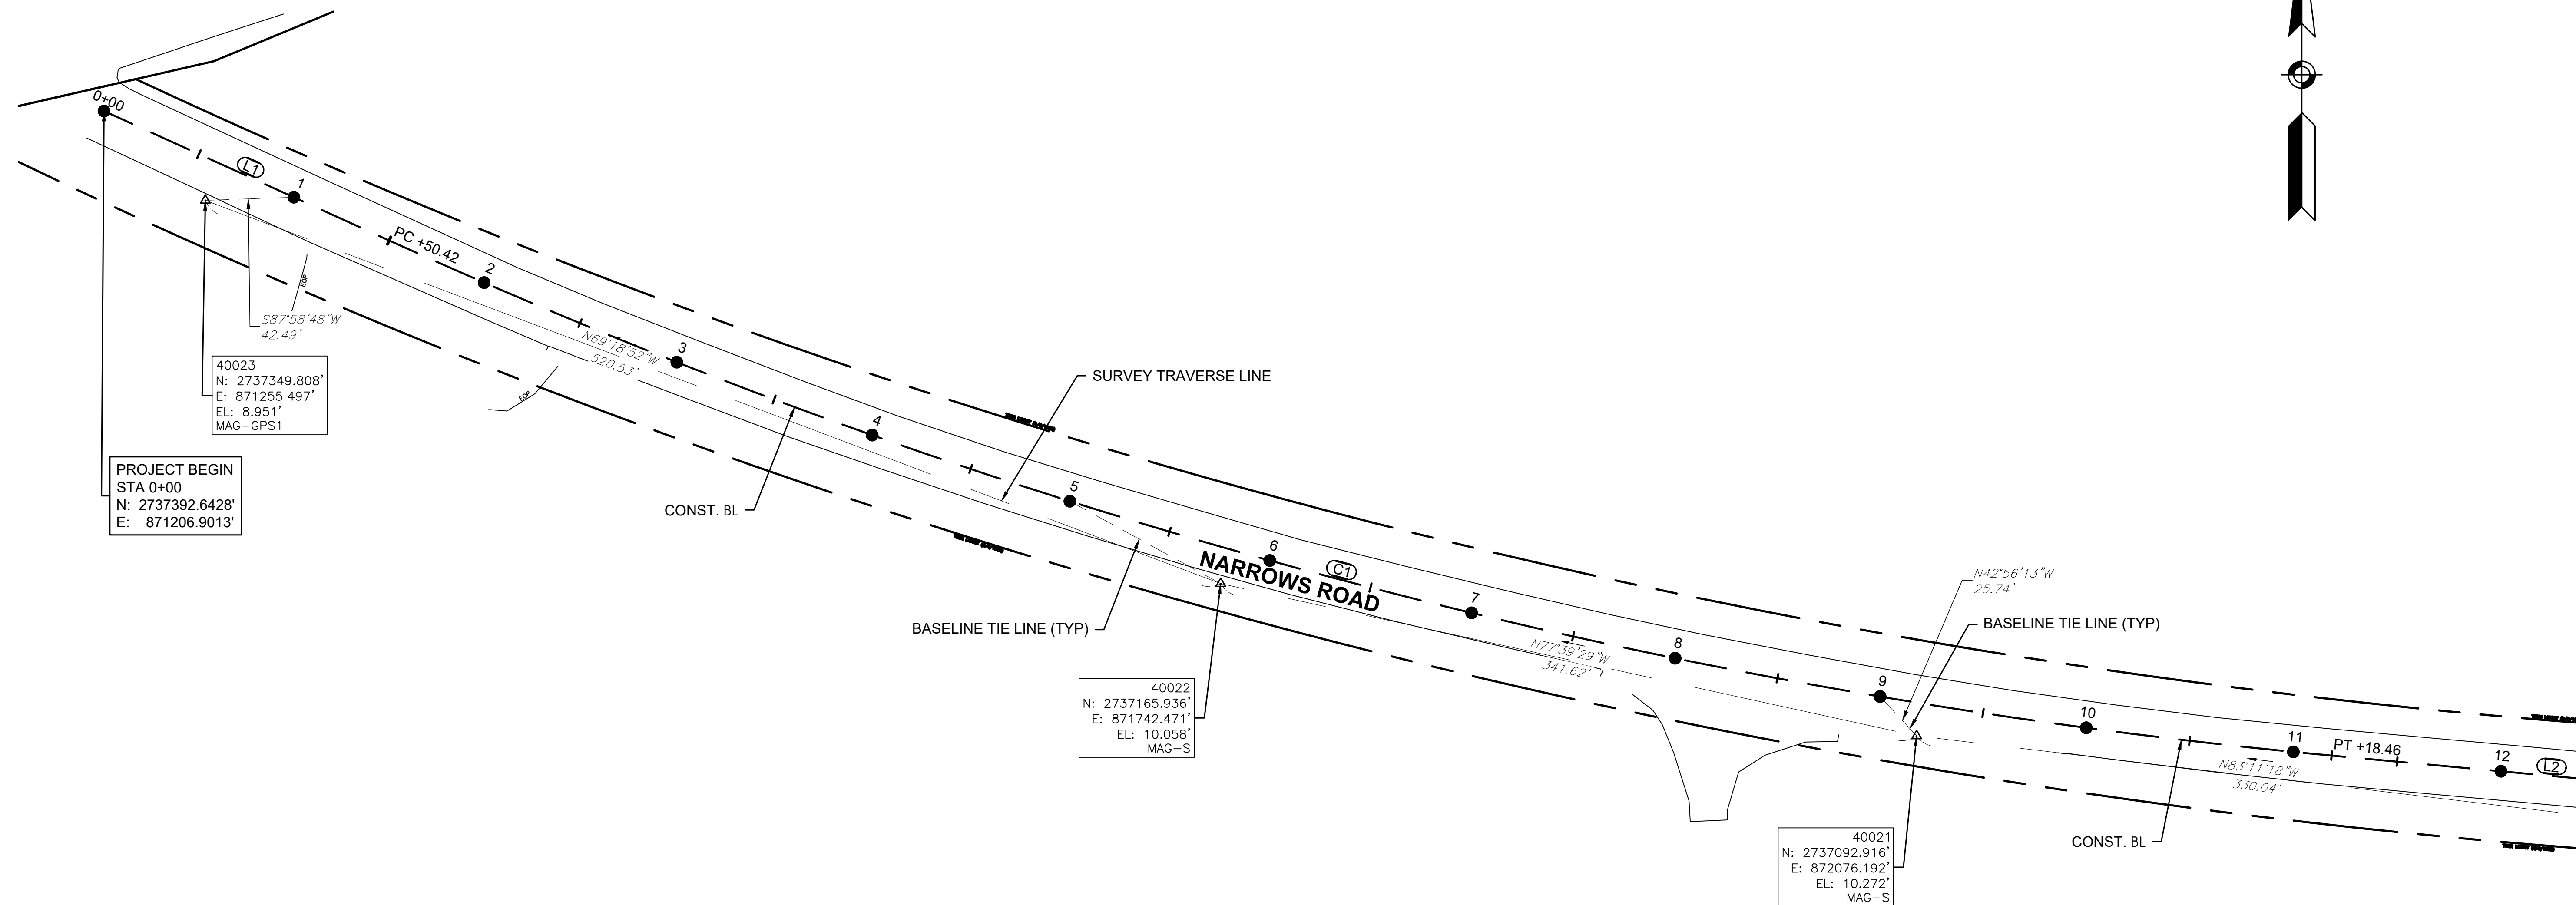 0+00
L1
1
PC +50.42
2
EOP
S87°58'48"W
42.49'
40023
N: 2737349.808'
E: 871255.497'
EL: 8.951'
MAG-GPS1
PROJECT BEGIN
STA 0+00
N: 2737392.6428'
E: 871206.9013'
N69°18'52"W
520.53'
3
EOP
4
SURVEY TRAVERSE LINE
CONST. BL
5
6
C1
NARROWS ROAD
BASELINE TIE LINE (TYP)
40022
N: 2737165.936'
E: 871742.471'
EL: 10.058'
MAG-S
7
N77°39'29"W
341.62'
8
9
N42°56'13"W
25.74'
BASELINE TIE LINE (TYP)
40021
N: 2737092.916'
E: 872076.192'
EL: 10.272'
MAG-S
10
11
PT +18.46
N83°11'18"W
330.04'
CONST. BL
12
L2